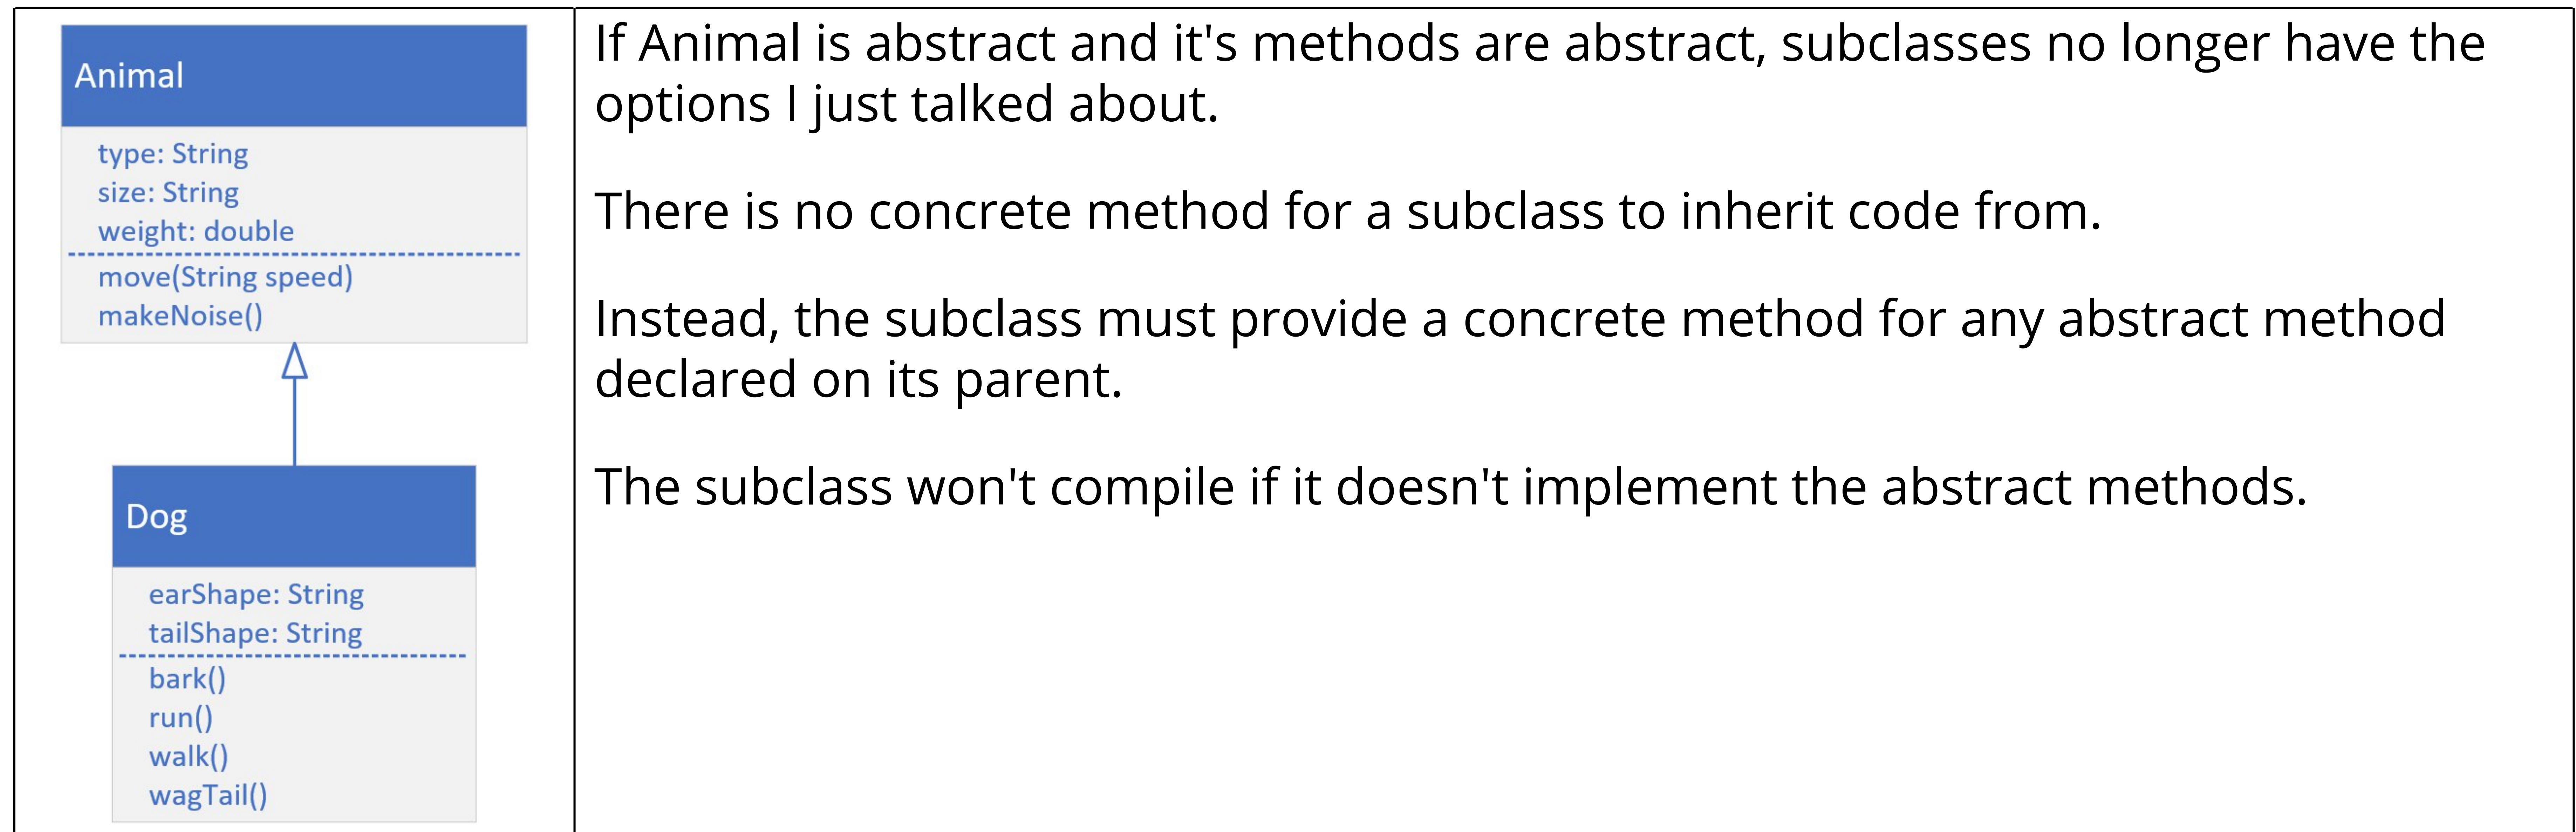 Animal
type: String
size: String
weight: double
move(String speed)
makeNoise()
Dog
earShape: String
tailShape: String
bark()
run()
walk()
wagTail()
If Animal is abstract and it's methods are abstract, subclasses no longer have the
options I just talked about.
There is no concrete method for a subclass to inherit code from.
Instead, the subclass must provide a concrete method for any abstract method
declared on its parent.
The subclass won't compile if it doesn't implement the abstract methods.